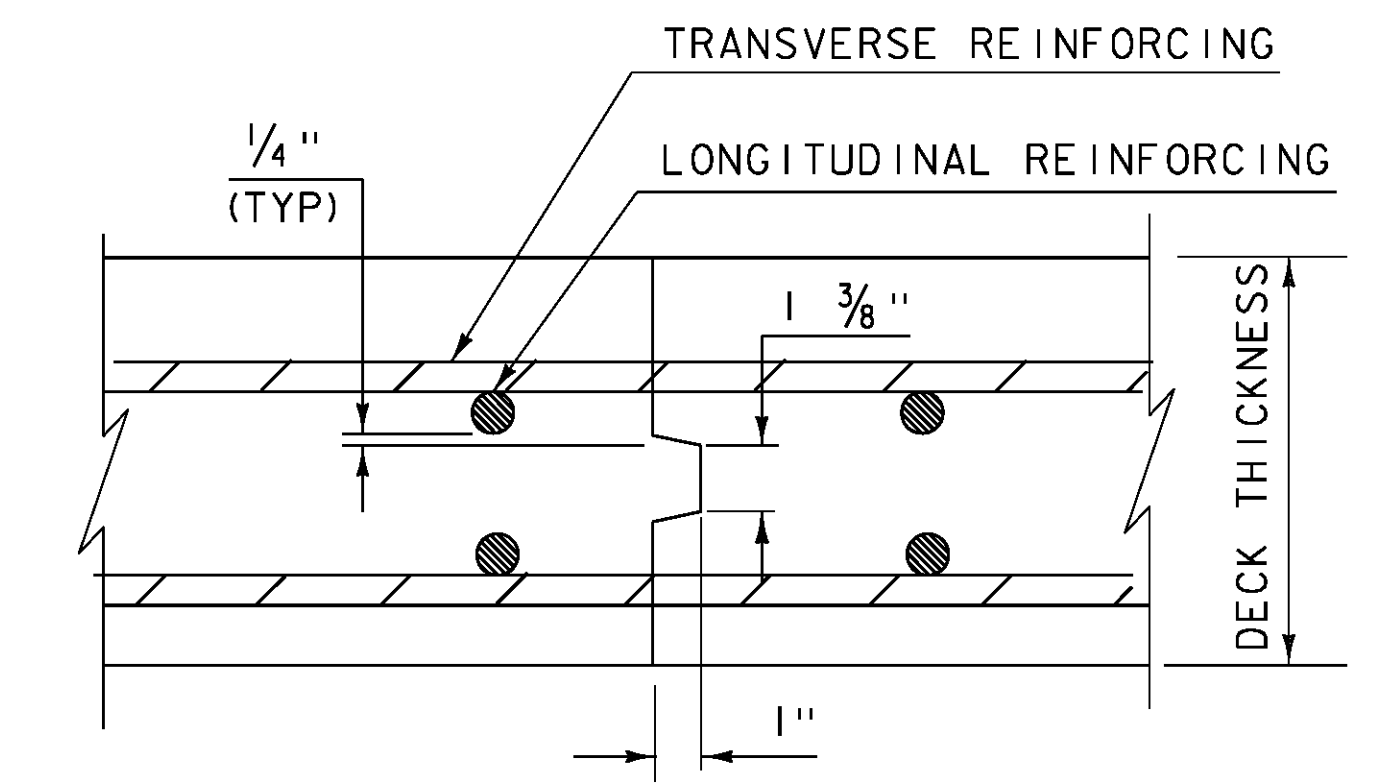 TRANSVERSE REINFORCING
1/4"
(TYP)
LONGITUDINAL REINFORCING
1 3/8"
DECK THICKNESS
1"